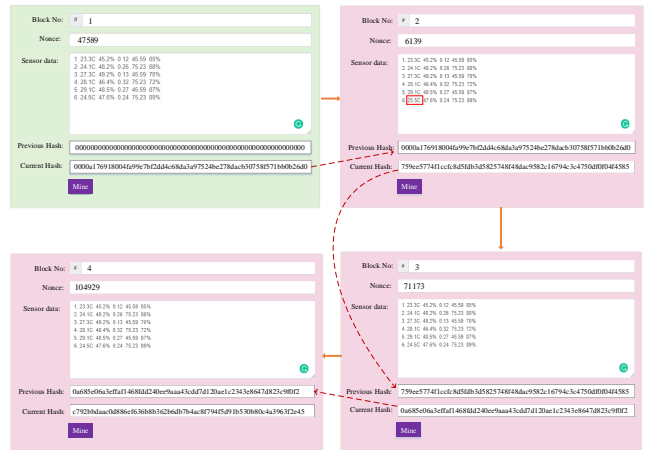 Block No: # 1
Nonce: 47589
Sensor data:
1. 23.3C 45.2% 0.12 45.59 85%
2. 24.1C 48.2% 0.26 75.23 88%
3. 27.3C 49.2% 0.13 45.59 70%
4. 28.1C 46.4% 0.32 75.23 72%
5. 29.1C 48.5% 0.27 45.59 87%
6. 24.5C 47.6% 0.24 75.23 89%
Previous Hash: 0000000000000000000000000000000000000000000000000000000000000000
Current Hash: 0000a176918004fa99e7bf2dd4c68da3a97524be278dacb30758f571bb0b26d0
Mine
Block No: # 2
Nonce: 6139
Sensor data:
1. 23.3C 45.2% 0.12 45.59 85%
2. 24.1C 48.2% 0.26 75.23 88%
3. 27.3C 49.2% 0.13 45.59 70%
4. 28.1C 46.4% 0.32 75.23 72%
5. 29.1C 48.5% 0.27 45.59 87%
6. 25.5C 47.6% 0.24 75.23 89%
Previous Hash: 0000a176918004fa99e7bf2dd4c68da3a97524be278dacb30758f571bb0b26d0
Current Hash: 759ee5774f1ccfc8d5fdb3d5825748f48dac9582c16794c3c4750df0f04f4585
Mine
Block No: # 4
Nonce: 104929
Sensor data:
1. 23.3C 45.2% 0.12 45.59 85%
2. 24.1C 48.2% 0.26 75.23 88%
3. 27.3C 49.2% 0.13 45.59 70%
4. 28.1C 46.4% 0.32 75.23 72%
5. 29.1C 48.5% 0.27 45.59 87%
6. 24.5C 47.6% 0.24 75.23 89%
Previous Hash: 0a685e06a3effaf1468fdd240ee9aaa43cdd7d120ae1c2343e8647d823c9f0f2
Current Hash: c792bbdaac0d886ef636b8b362b6db7b4ac8f794f5d91b530b80c4a3963f2e45
Mine
Block No: # 3
Nonce: 71173
Sensor data:
1. 23.3C 45.2% 0.12 45.59 85%
2. 24.1C 48.2% 0.26 75.23 88%
3. 27.3C 49.2% 0.13 45.59 70%
4. 28.1C 46.4% 0.32 75.23 72%
5. 29.1C 48.5% 0.27 45.59 87%
6. 24.5C 47.6% 0.24 75.23 89%
Previous Hash: 759ee5774f1ccfc8d5fdb3d5825748f48dac9582c16794c3c4750df0f04f4585
Current Hash: 0a685e06a3effaf1468fdd240ee9aaa43cdd7d120ae1c2343e8647d823c9f0f2
Mine